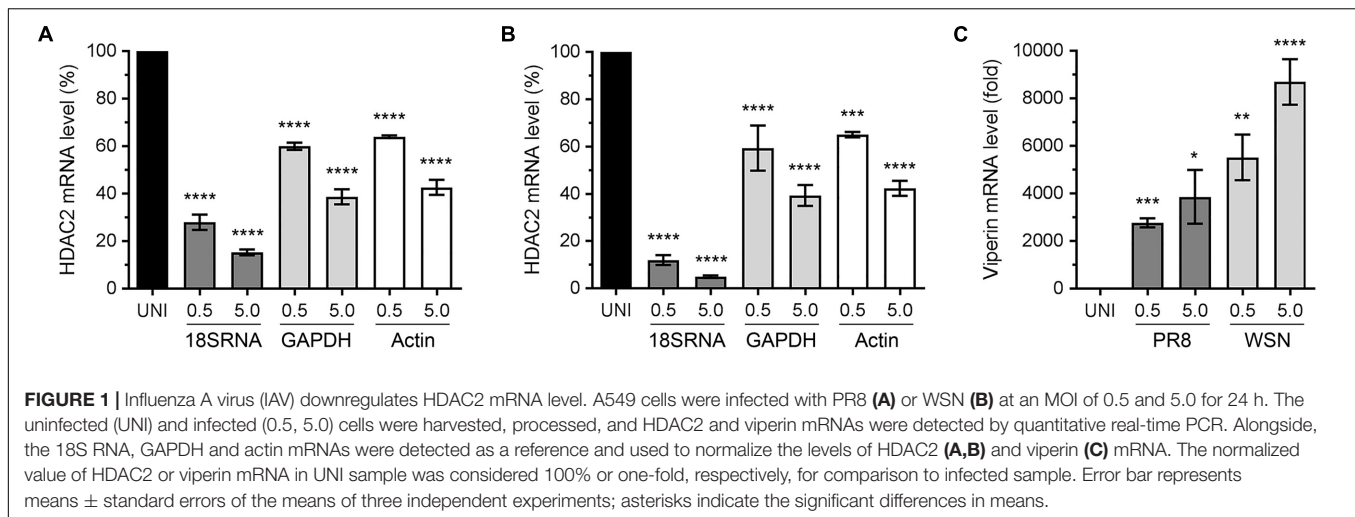 A
HDAC2 mRNA level (%)
100
80
60
40
20
0
****
****
****
****
****
****
UNI 0.5 5.0 0.5 5.0 0.5 5.0
18SRNA GAPDH Actin
B
HDAC2 mRNA level (%)
100
80
60
40
20
0
****
****
****
****
***
****
UNI 0.5 5.0 0.5 5.0 0.5 5.0
18SRNA GAPDH Actin
C
Viperin mRNA level (fold)
10000
8000
6000
4000
2000
0
***
*
**
****
UNI 0.5 5.0 0.5 5.0
PR8 WSN
FIGURE 1 | Influenza A virus (IAV) downregulates HDAC2 mRNA level. A549 cells were infected with PR8 (A) or WSN (B) at an MOI of 0.5 and 5.0 for 24 h. The
uninfected (UNI) and infected (0.5, 5.0) cells were harvested, processed, and HDAC2 and viperin mRNAs were detected by quantitative real-time PCR. Alongside,
the 18S RNA, GAPDH and actin mRNAs were detected as a reference and used to normalize the levels of HDAC2 (A,B) and viperin (C) mRNA. The normalized
value of HDAC2 or viperin mRNA in UNI sample was considered 100% or one-fold, respectively, for comparison to infected sample. Error bar represents
means ± standard errors of the means of three independent experiments; asterisks indicate the significant differences in means.